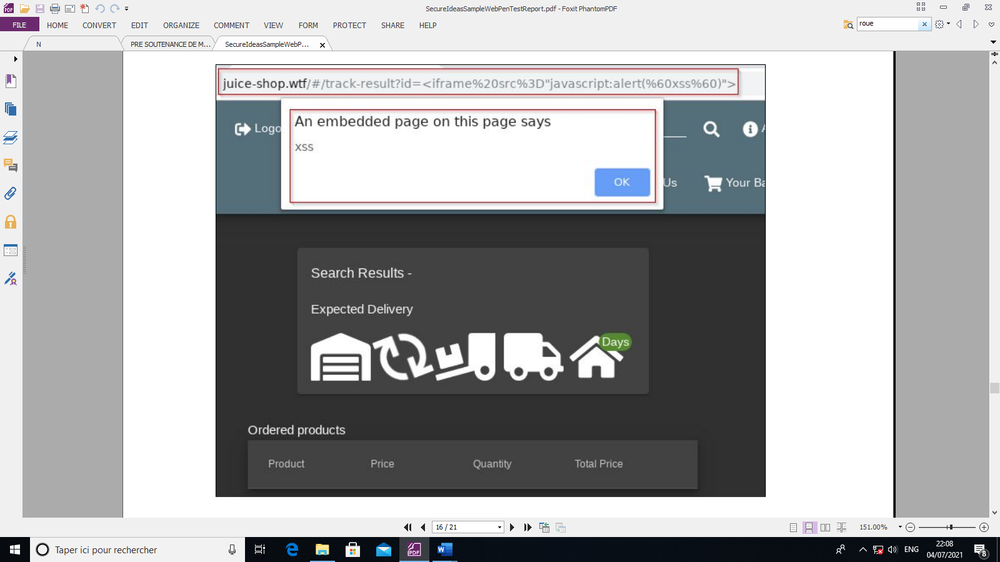 SecureIdeasSampleWebPenTestReport.pdf - Foxit PhantomPDF
FILE HOME CONVERT EDIT ORGANIZE COMMENT VIEW FORM PROTECT SHARE HELP
roue
N
PRE SOUTENANCE DE M...
SecureIdeasSampleWebP...
juice-shop.wtf/#/track-result?id=<iframe%20src%3D"javascript:alert(%60xss%60)">
Logo
An embedded page on this page says
xss
OK
Us
Your Ba
Search Results -
Expected Delivery
Days
Ordered products
Product Price Quantity Total Price
16 / 21
151.00%
Taper ici pour rechercher
ENG
22:08
04/07/2021
8